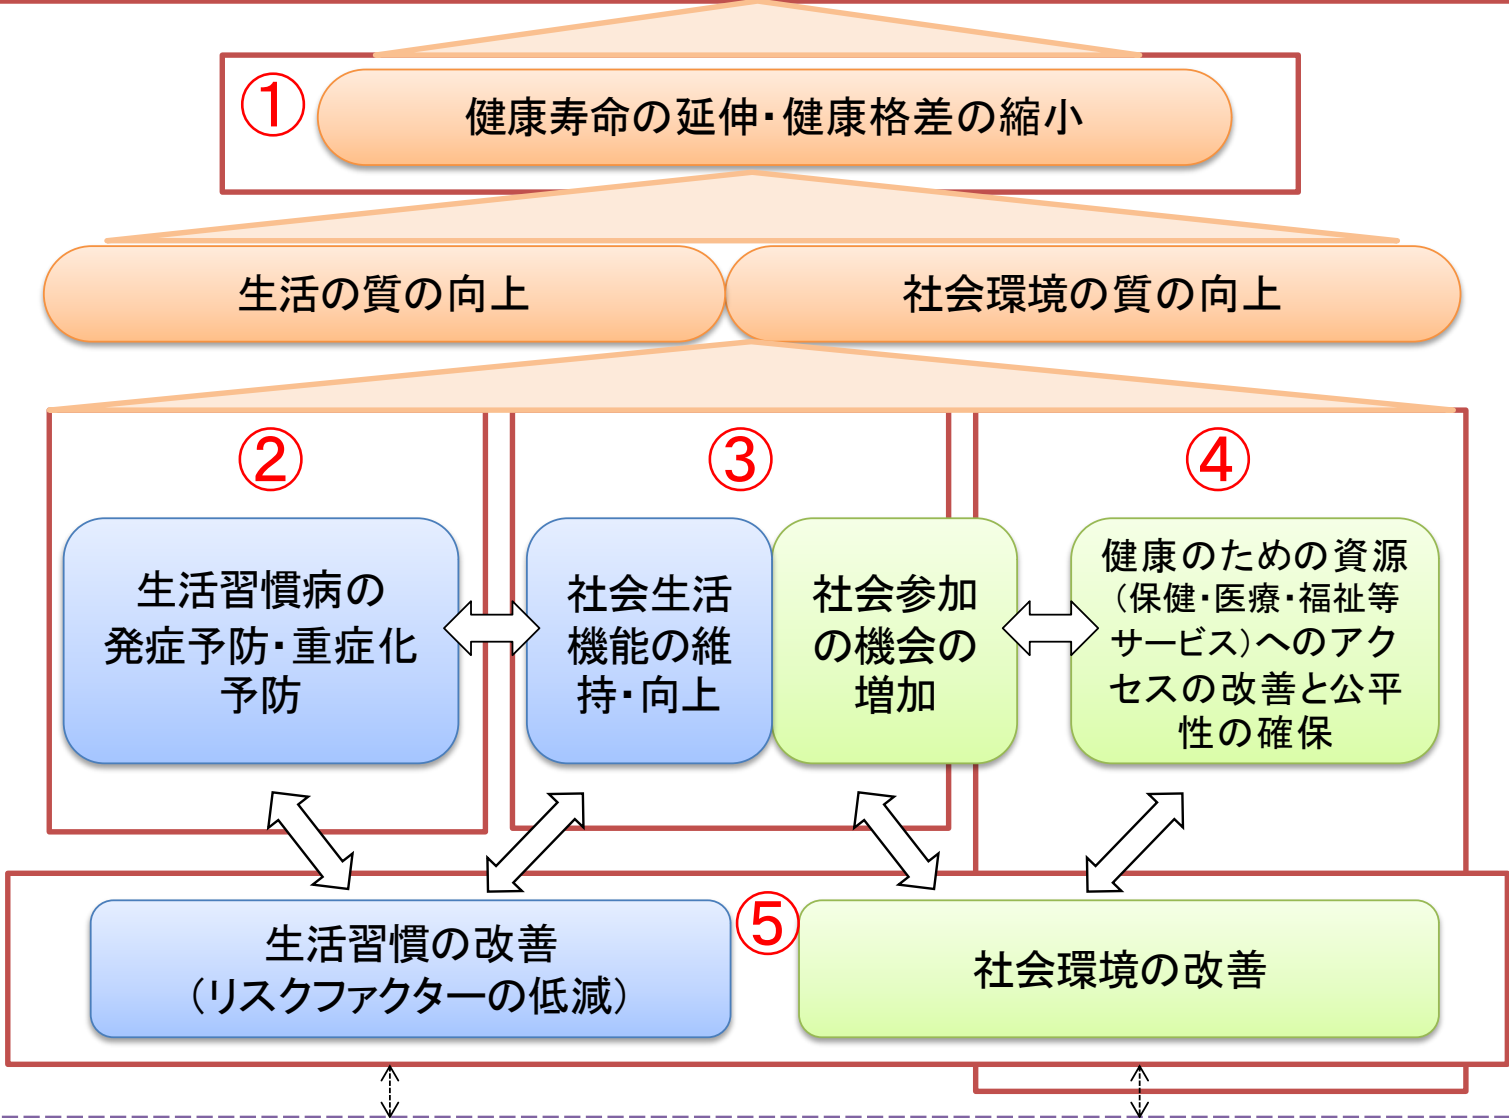 ①
健康寿命の延伸・健康格差の縮小
生活の質の向上
社会環境の質の向上
②
生活習慣病の
発症予防・重症化
予防
③
社会生活
機能の維
持・向上
社会参加
の機会の
増加
④
健康のための資源
（保健・医療・福祉等
サービス）へのアク
セスの改善と公平
性の確保
⑤
生活習慣の改善
（リスクファクターの低減）
社会環境の改善